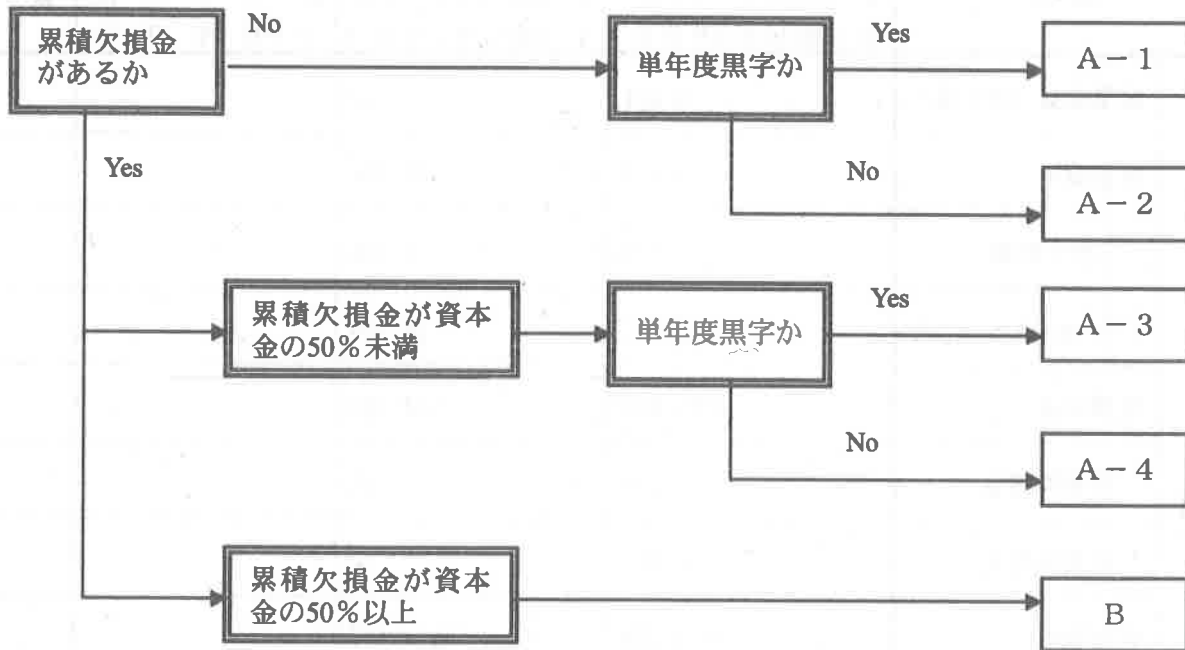 累積欠損金
があるか
No
単年度黒字か
Yes
A－1
Yes
No
A－2
累積欠損金が資本
金の50％未満
単年度黒字か
Yes
A－3
No
A－4
累積欠損金が資本
金の50％以上
B